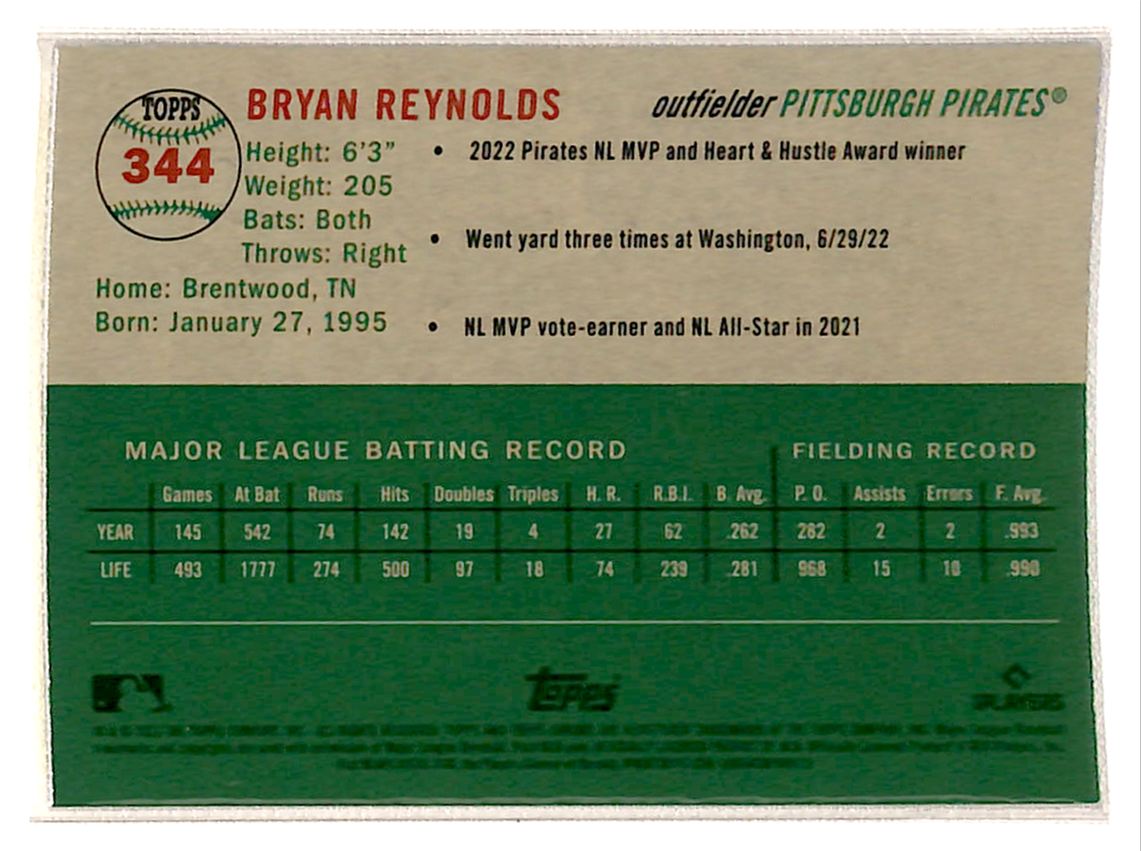 TOPPS
344
BRYAN REYNOLDS
outfielder PITTSBURGH PIRATES®
Height: 6'3"
Weight: 205
Bats: Both
Throws: Right
Home: Brentwood, TN
Born: January 27, 1995
• 2022 Pirates NL MVP and Heart & Hustle Award winner
• Went yard three times at Washington, 6/29/22
• NL MVP vote-earner and NL All-Star in 2021
MAJOR LEAGUE BATTING RECORD FIELDING RECORD
Games At Bat Runs Hits Doubles Triples H. R. R.B.I. B. Avg. P. O. Assists Errors F. Avg.
YEAR 145 542 74 142 19 4 27 62 .262 262 2 2 .993
LIFE 493 1777 274 500 97 18 74 239 .281 968 15 10 .990
Topps
PLAYERS